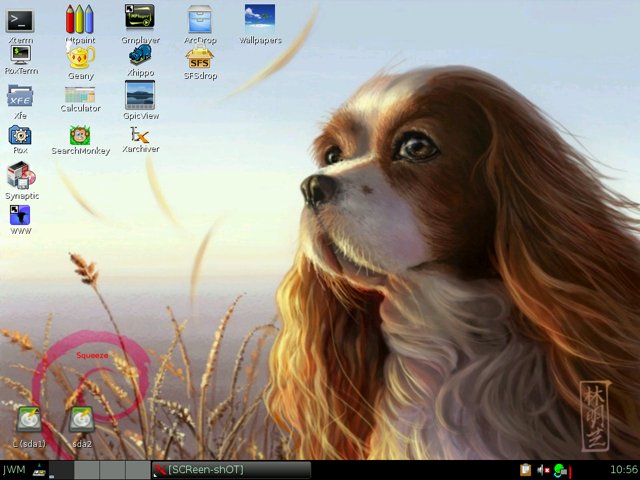 Xterm
Mtpaint
Gmplayer
ArcDrop
Wallpapers
RoxTerm
Geany
Xhippo
SFS
SFSdrop
XFE
Xfe
Calculator
GpicView
Rox
SearchMonkey
Xarchiver
Synaptic
WWW
Squeeze
L (sda1)
sda2
林明兰
JWM
[SCReen-shOT]
10:56